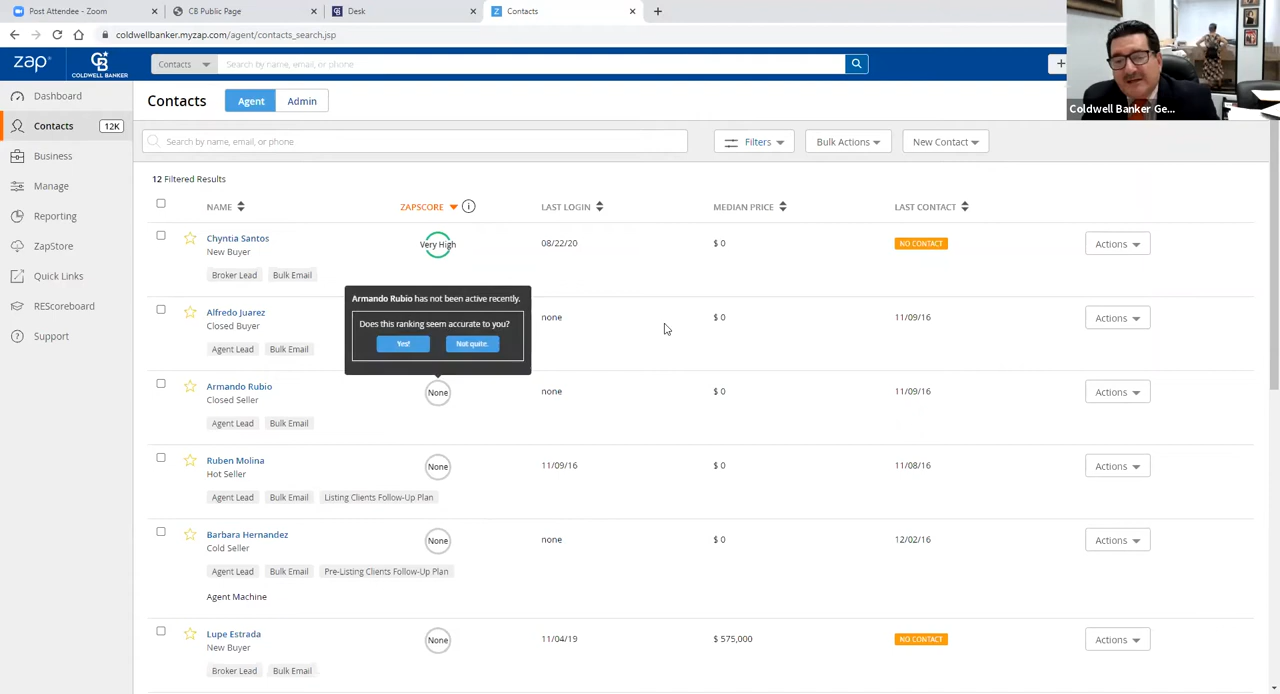 Post Attendee - Zoom
CB Public Page
Desk
Contacts
coldwellbanker.myzap.com/agent/contacts_search.jsp
zap
CB
COLDWELL BANKER
Contacts
Search by name, email, or phone
Coldwell Banker Ge...
Dashboard
Contacts
12K
Business
Manage
Reporting
ZapStore
Quick Links
REScoreboard
Support
Contacts
Agent
Admin
Search by name, email, or phone
Filters
Bulk Actions
New Contact
12 Filtered Results
NAME
ZAPSCORE
LAST LOGIN
MEDIAN PRICE
LAST CONTACT
Chyntia Santos
New Buyer
Broker Lead
Bulk Email
Very High
08/22/20
$ 0
NO CONTACT
Actions
Armando Rubio has not been active recently.
Does this ranking seem accurate to you?
Yes!
Not quite.
Alfredo Juarez
Closed Buyer
Agent Lead
Bulk Email
none
$ 0
11/09/16
Actions
Armando Rubio
Closed Seller
Agent Lead
Bulk Email
None
none
$ 0
11/09/16
Actions
Ruben Molina
Hot Seller
Agent Lead
Bulk Email
Listing Clients Follow-Up Plan
None
11/09/16
$ 0
11/08/16
Actions
Barbara Hernandez
Cold Seller
Agent Lead
Bulk Email
Pre-Listing Clients Follow-Up Plan
Agent Machine
None
none
$ 0
12/02/16
Actions
Lupe Estrada
New Buyer
Broker Lead
Bulk Email
None
11/04/19
$ 575,000
NO CONTACT
Actions